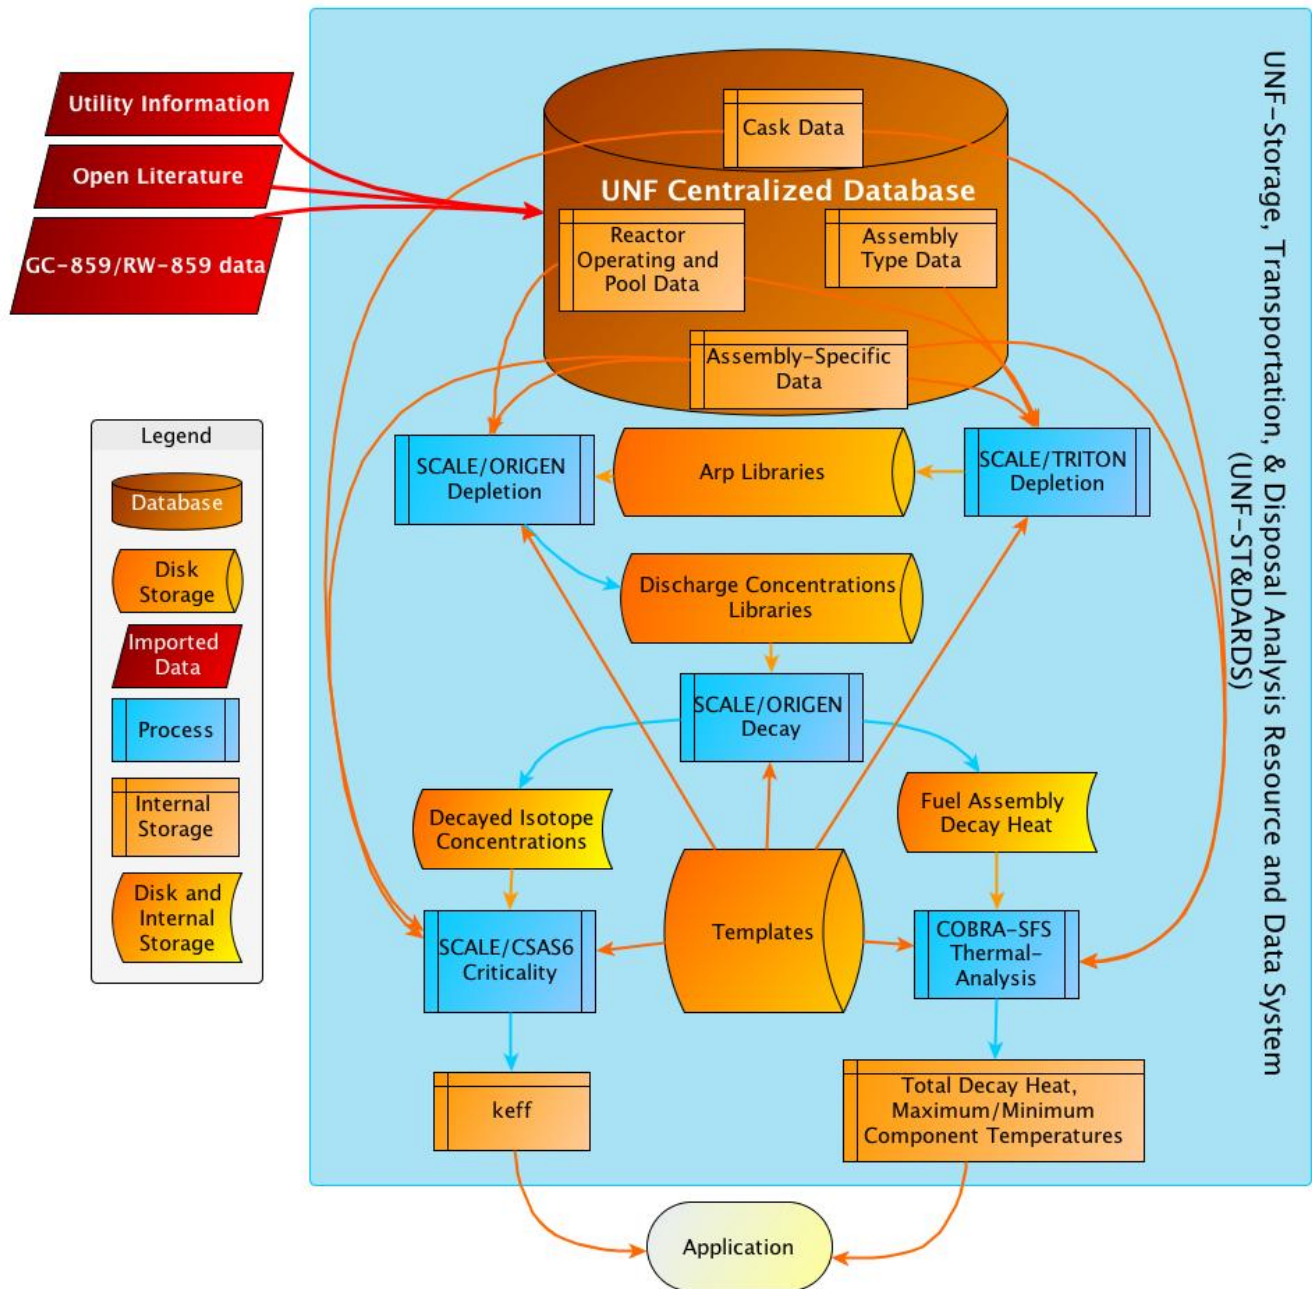 Utility Information
Open Literature
GC-859/RW-859 data
Cask Data
UNF Centralized Database
Reactor
Operating and
Pool Data
Assembly
Type Data
Assembly-Specific
Data
SCALE/ORIGEN
Depletion
Arp Libraries
SCALE/TRITON
Depletion
Discharge Concentrations
Libraries
SCALE/ORIGEN
Decay
Decayed Isotope
Concentrations
Fuel Assembly
Decay Heat
SCALE/CSAS6
Criticality
Templates
COBRA-SFS
Thermal-
Analysis
keff
Total Decay Heat,
Maximum/Minimum
Component Temperatures
Application
UNF-Storage, Transportation, & Disposal Analysis Resource and Data System
(UNF-ST&DARDS)
Legend
Database
Disk
Storage
Imported
Data
Process
Internal
Storage
Disk and
Internal
Storage